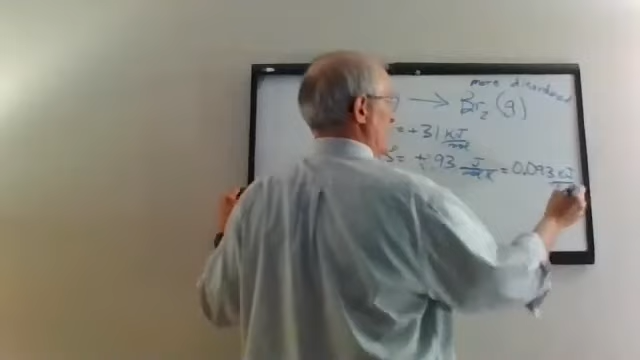 more disordered
) → Br₂ (g)
= +31 KJ/mol
S = + 93 J/mol K = 0.093 KJ